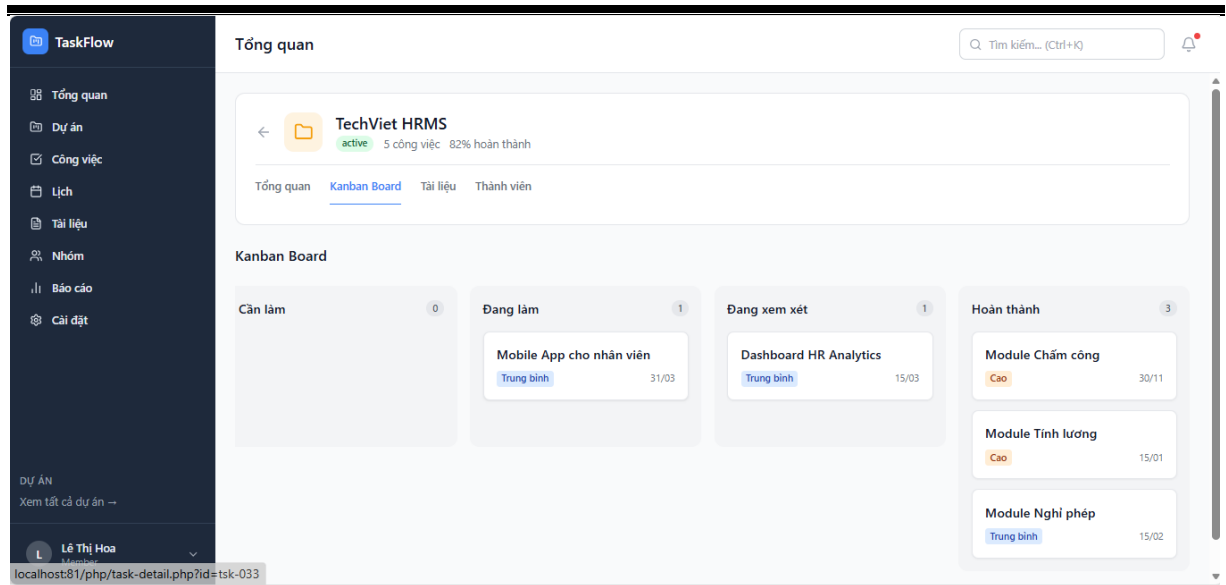 TaskFlow
Tổng quan
Dự án
Công việc
Lịch
Tài liệu
Nhóm
Báo cáo
Cài đặt
DỰ ÁN
Xem tất cả dự án →
L
Lê Thị Hoa
Member
localhost:81/php/task-detail.php?id=tsk-033
Tổng quan
Tìm kiếm... (Ctrl+K)
←
TechViet HRMS
active 5 công việc 82% hoàn thành
Tổng quan Kanban Board Tài liệu Thành viên
Kanban Board
Cần làm 0
Đang làm 1
Mobile App cho nhân viên
Trung bình 31/03
Đang xem xét 1
Dashboard HR Analytics
Trung bình 15/03
Hoàn thành 3
Module Chấm công
Cao 30/11
Module Tính lương
Cao 15/01
Module Nghỉ phép
Trung bình 15/02